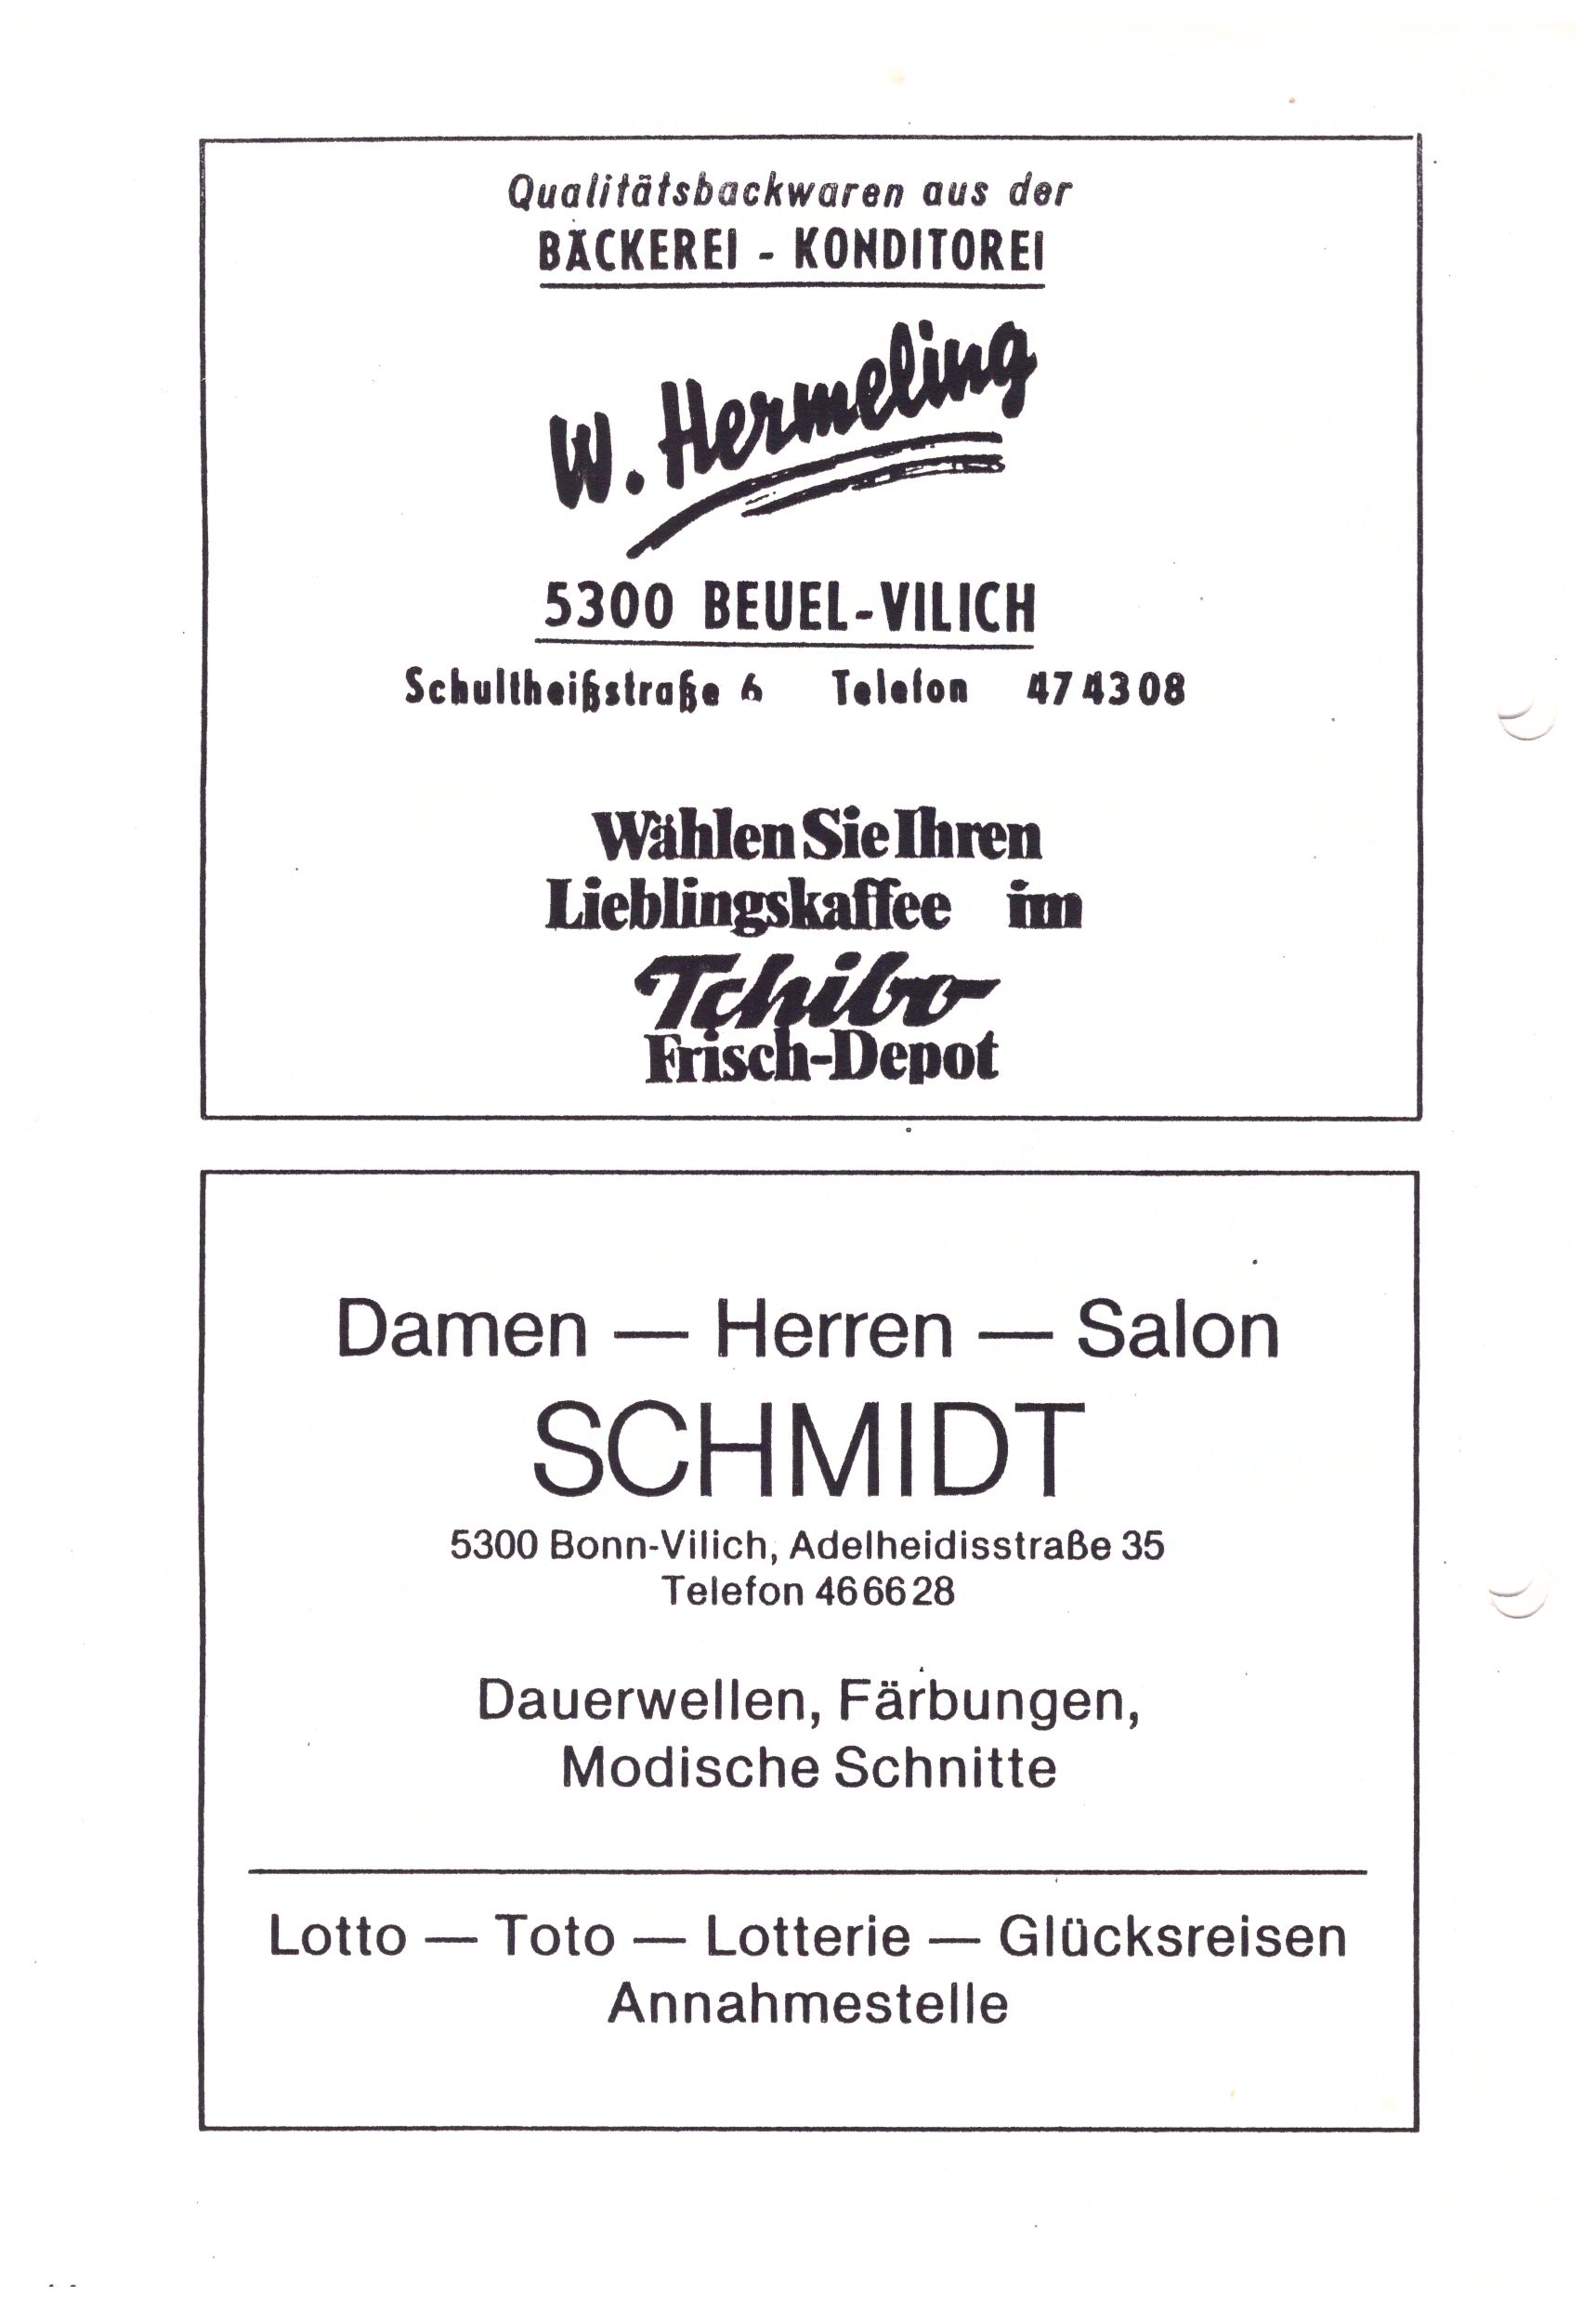 Qualitätsbackwaren aus der
BÄCKEREI - KONDITOREI
W. Hermeling
5300 BEUEL-VILICH
Schultheißstraße 6 Telefon 474308
Wählen Sie Ihren
Lieblingskaffee im
Tchibo
Frisch-Depot
Damen — Herren — Salon
SCHMIDT
5300 Bonn-Vilich, Adelheidisstraße 35
Telefon 466628
Dauerwellen, Färbungen,
Modische Schnitte
Lotto — Toto — Lotterie — Glücksreisen
Annahmestelle